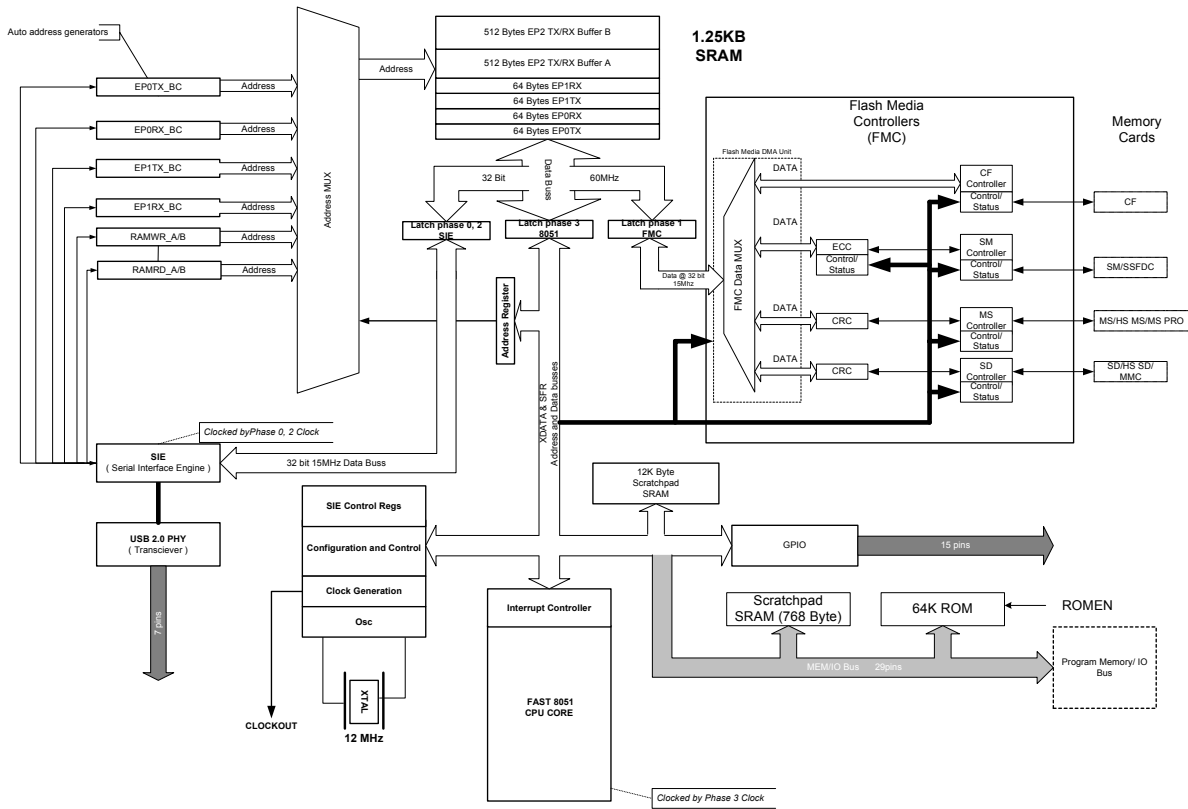 Auto address generators
EP0TX_BC
Address
EP0RX_BC
Address
EP1TX_BC
Address
EP1RX_BC
Address
RAMWR_A/B
Address
RAMRD_A/B
Address
Address MUX
Address
512 Bytes EP2 TX/RX Buffer B
512 Bytes EP2 TX/RX Buffer A
64 Bytes EP1RX
64 Bytes EP1TX
64 Bytes EP0RX
64 Bytes EP0TX
1.25KB
SRAM
32 Bit
Data Buss
60MHz
Latch phase 0, 2
SIE
Latch phase 3
8051
Latch phase 1
FMC
Data @ 32 bit
15Mhz
Address Register
XDATA & SFR
Address and Data busses
Flash Media
Controllers
(FMC)
Flash Media DMA Unit
FMC Data MUX
DATA
DATA
DATA
DATA
ECC
Control/
Status
CRC
CRC
CF
Controller
Control/
Status
SM
Controller
Control/
Status
MS
Controller
Control/
Status
SD
Controller
Control/
Status
Memory
Cards
CF
SM/SSFDC
MS/HS MS/MS PRO
SD/HS SD/
MMC
Clocked byPhase 0, 2 Clock
SIE
( Serial Interface Engine )
32 bit 15MHz Data Buss
USB 2.0 PHY
( Transciever )
7 pins
SIE Control Regs
Configuration and Control
Clock Generation
Osc
XTAL
12 MHz
CLOCKOUT
Interrupt Controller
FAST 8051
CPU CORE
Clocked by Phase 3 Clock
12K Byte
Scratchpad
SRAM
GPIO
15 pins
Scratchpad
SRAM (768 Byte)
64K ROM
ROMEN
MEM/IO Bus 29pins
Program Memory/ IO
Bus